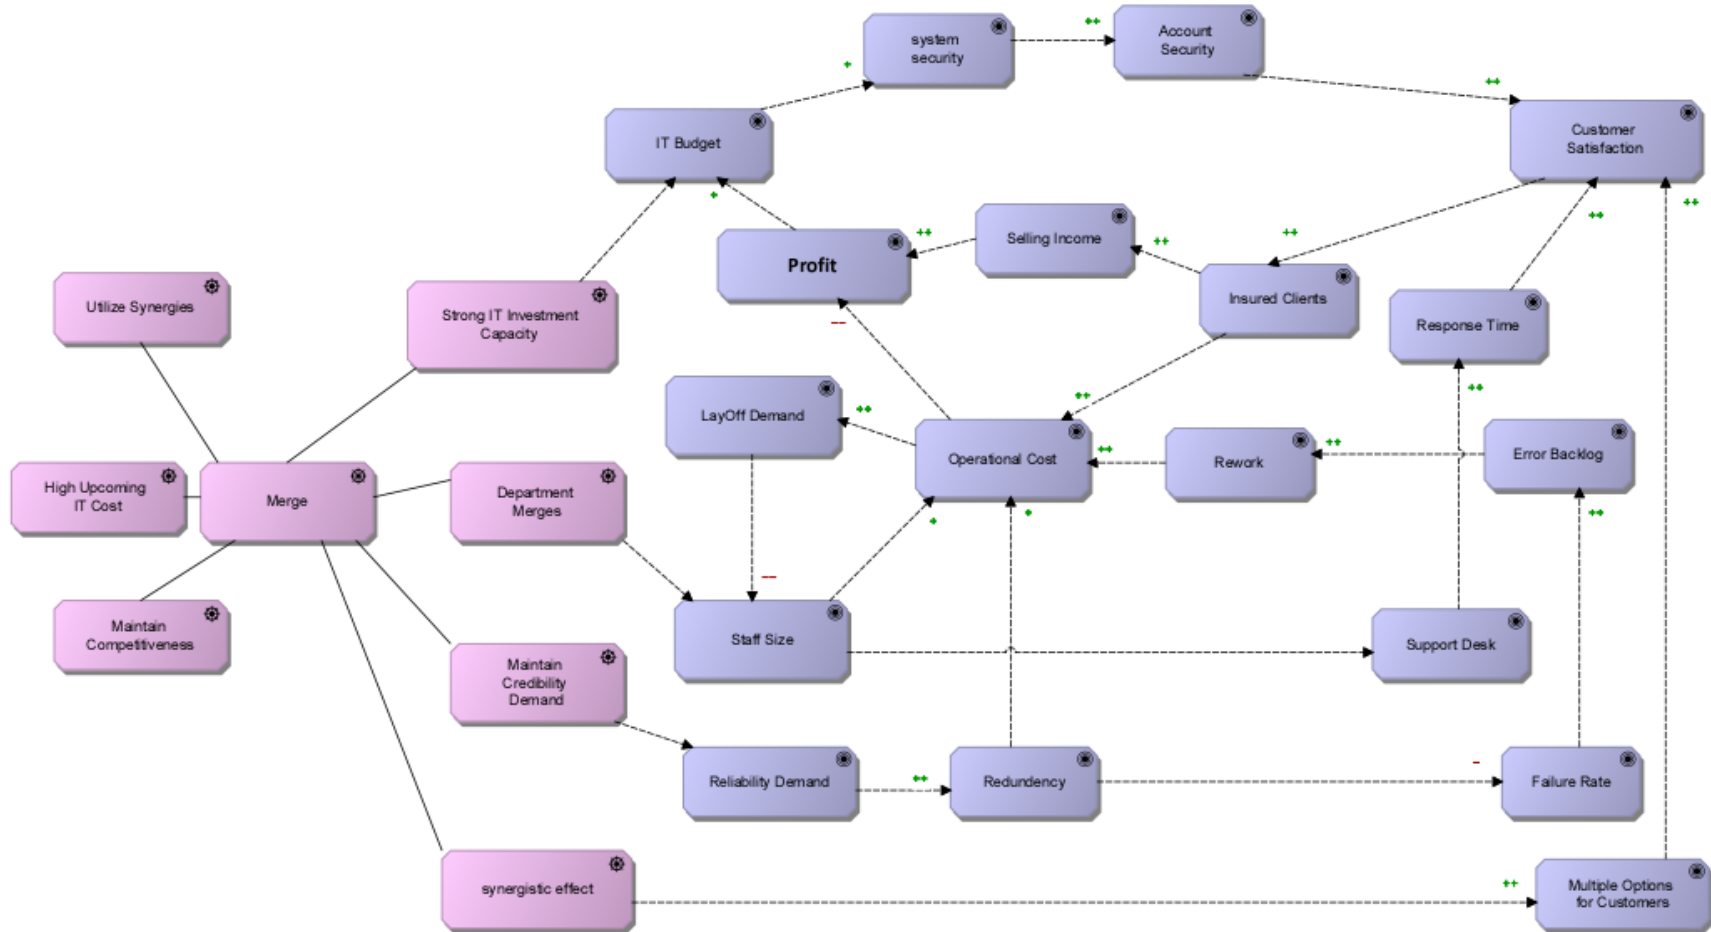 system
security
++
Account
Security
++
+
Customer
Satisfaction
IT Budget
+
++
++
++
Selling Income
++
++
Profit
Insured Clients
Utilize Synergies
Strong IT Investment
Capacity
Response Time
--
LayOff Demand
++
++
++
Operational Cost
++
Rework
++
Error Backlog
High Upcoming
IT Cost
Merge
Department
Merges
+
+
++
--
Maintain
Competitiveness
Staff Size
Support Desk
Maintain
Credibility
Demand
Reliability Demand
++
Redundency
-
Failure Rate
synergistic effect
++
Multiple Options
for Customers